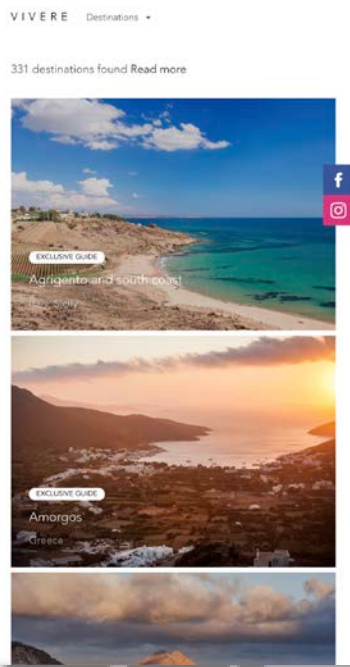 VIVERE Destinations
331 destinations found Read more
EXCLUSIVE GUIDE
Agrigento and south coast
EXCLUSIVE GUIDE
Amorgos
Greece